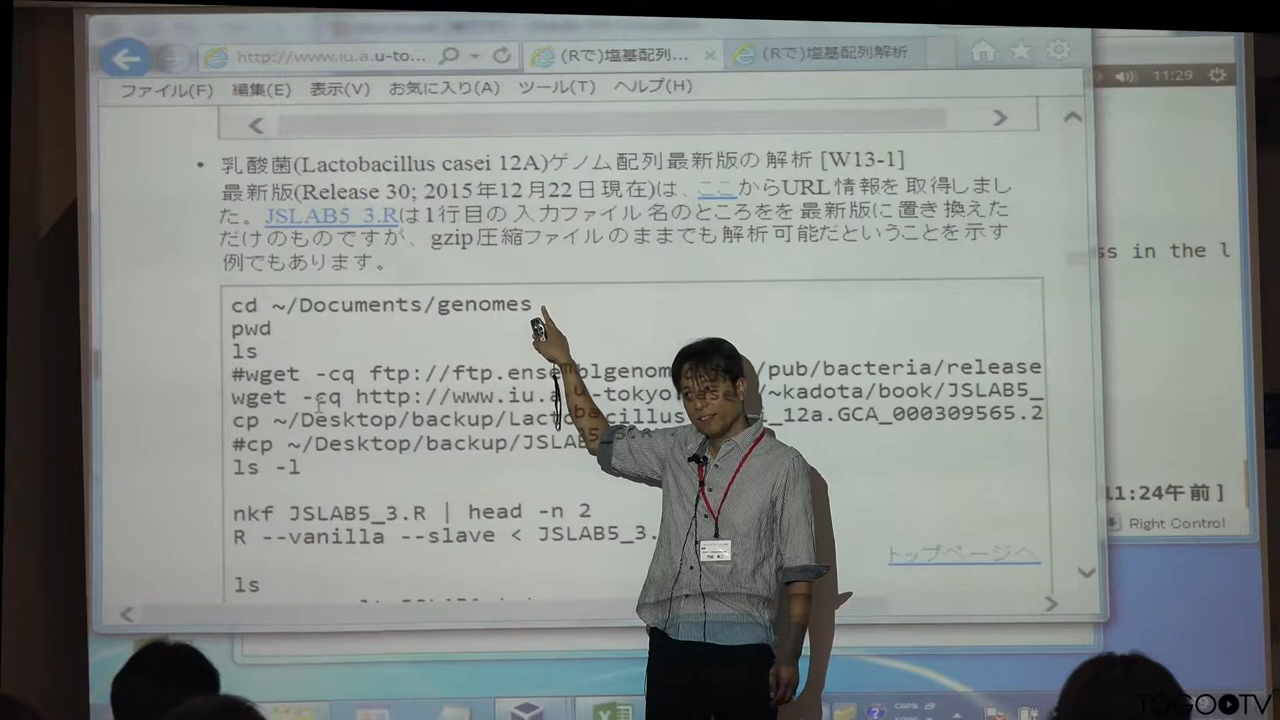 http://www.iu.a.u-to... (Rで)塩基配列... × (Rで)塩基配列解析
ファイル(F) 編集(E) 表示(V) お気に入り(A) ツール(T) ヘルプ(H)
11:29
• 乳酸菌(Lactobacillus casei 12A)ゲノム配列最新版の解析 [W13-1]
最新版(Release 30; 2015年12月22日現在)は、ここからURL情報を取得しまし
た。JSLAB5_3.Rは1行目の入力ファイル名のところをを最新版に置き換えた
だけのものですが、gzip圧縮ファイルのままでも解析可能だということを示す
例でもあります。
cd ~/Documents/genomes
pwd
ls
#wget -cq ftp://ftp.ensemblgenom /pub/bacteria/release
wget -cq http://www.iu.a.u-tokyo /~kadota/book/JSLAB5_
cp ~/Desktop/backup/Lactobacillus _12a.GCA_000309565.2
#cp ~/Desktop/backup/JSLAB5_3.R
ls -l
nkf JSLAB5_3.R | head -n 2
R --vanilla --slave < JSLAB5_3.
トップページへ
ls
ss in the l
11:24午前]
Right Control
CAPS
TOGOTV